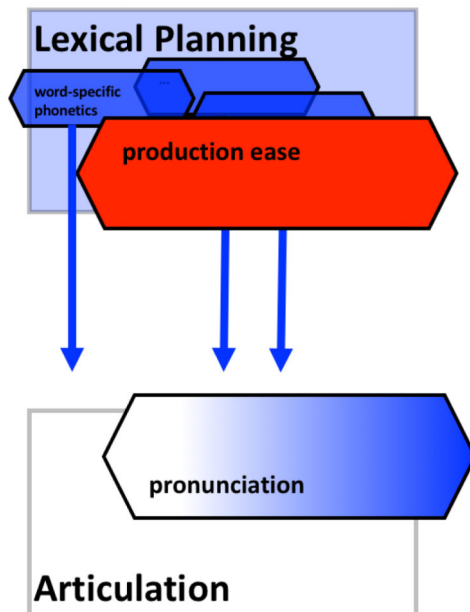 Lexical Planning
...
word-specific
phonetics
production ease
pronunciation
Articulation